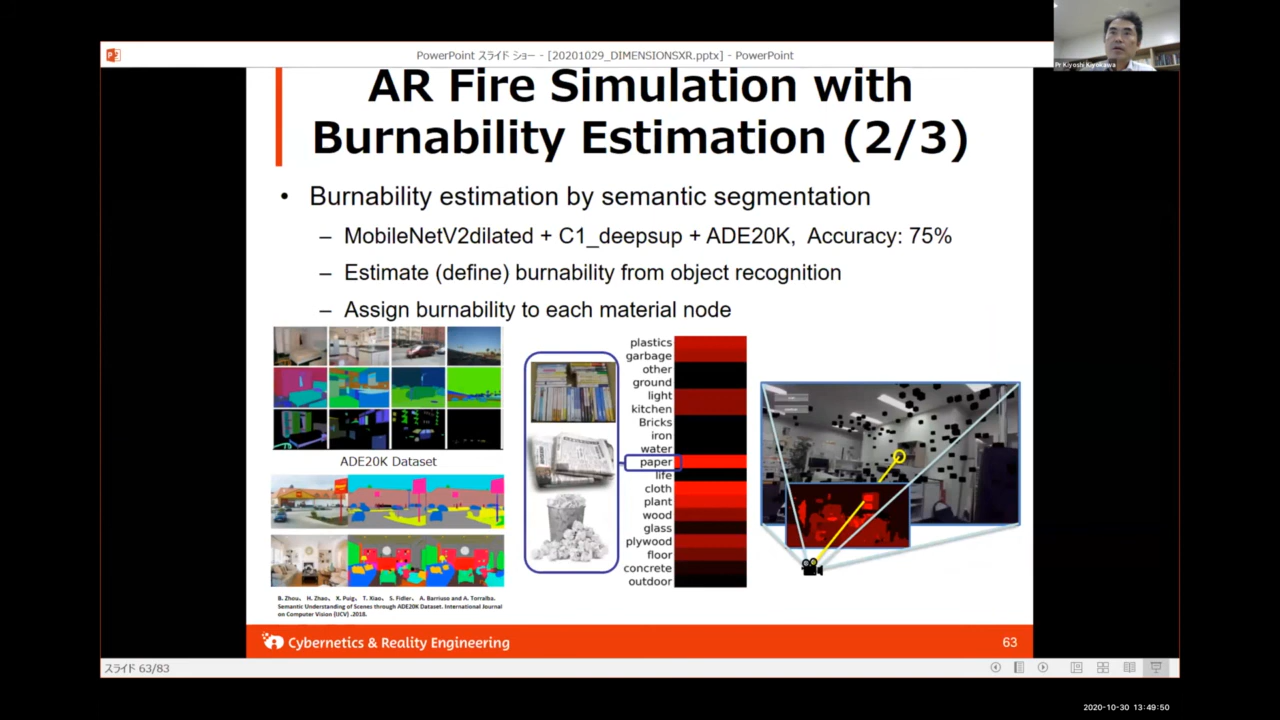 PowerPoint スライド ショー - [20201029_DIMENSIONSXR.pptx] - PowerPoint
Pr Kiyoshi Kiyokawa
AR Fire Simulation with
Burnability Estimation (2/3)
• Burnability estimation by semantic segmentation
– MobileNetV2dilated + C1_deepsup + ADE20K, Accuracy: 75%
– Estimate (define) burnability from object recognition
– Assign burnability to each material node
plastics
garbage
other
ground
light
kitchen
Bricks
iron
water
paper
life
cloth
plant
wood
glass
plywood
floor
concrete
outdoor
ADE20K Dataset
B. Zhou, H. Zhao, X. Puig, T. Xiao, S. Fidler, A. Barriuso and A. Torralba.
Semantic Understanding of Scenes through ADE20K Dataset. International Journal
on Computer Vision (IJCV) .2018.
Cybernetics & Reality Engineering
63
スライド 63/83
2020-10-30 13:49:50